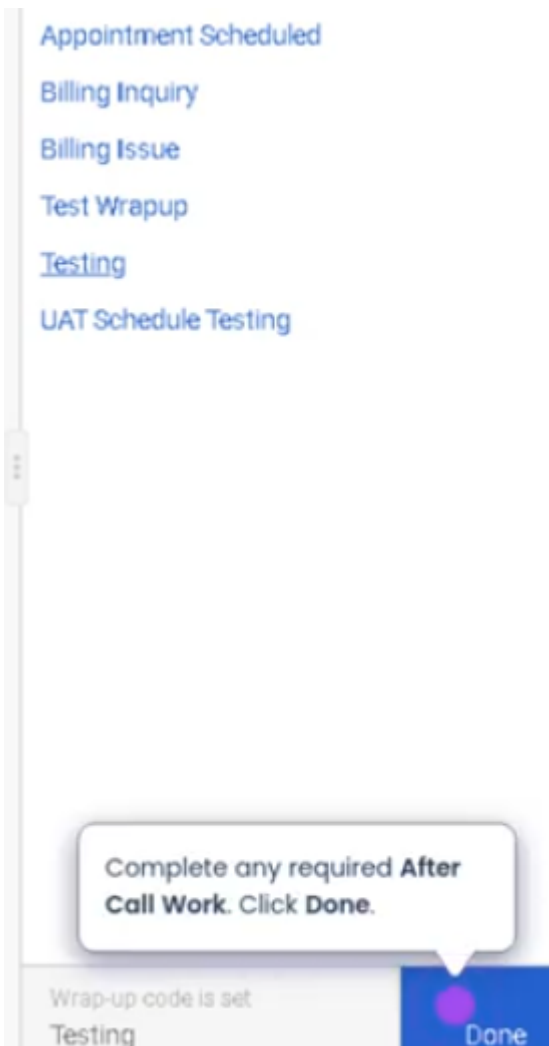 Appointment Scheduled
Billing Inquiry
Billing Issue
Test Wrapup
Testing
UAT Schedule Testing
Complete any required After
Call Work. Click Done.
Wrap-up code is set
Testing
Done